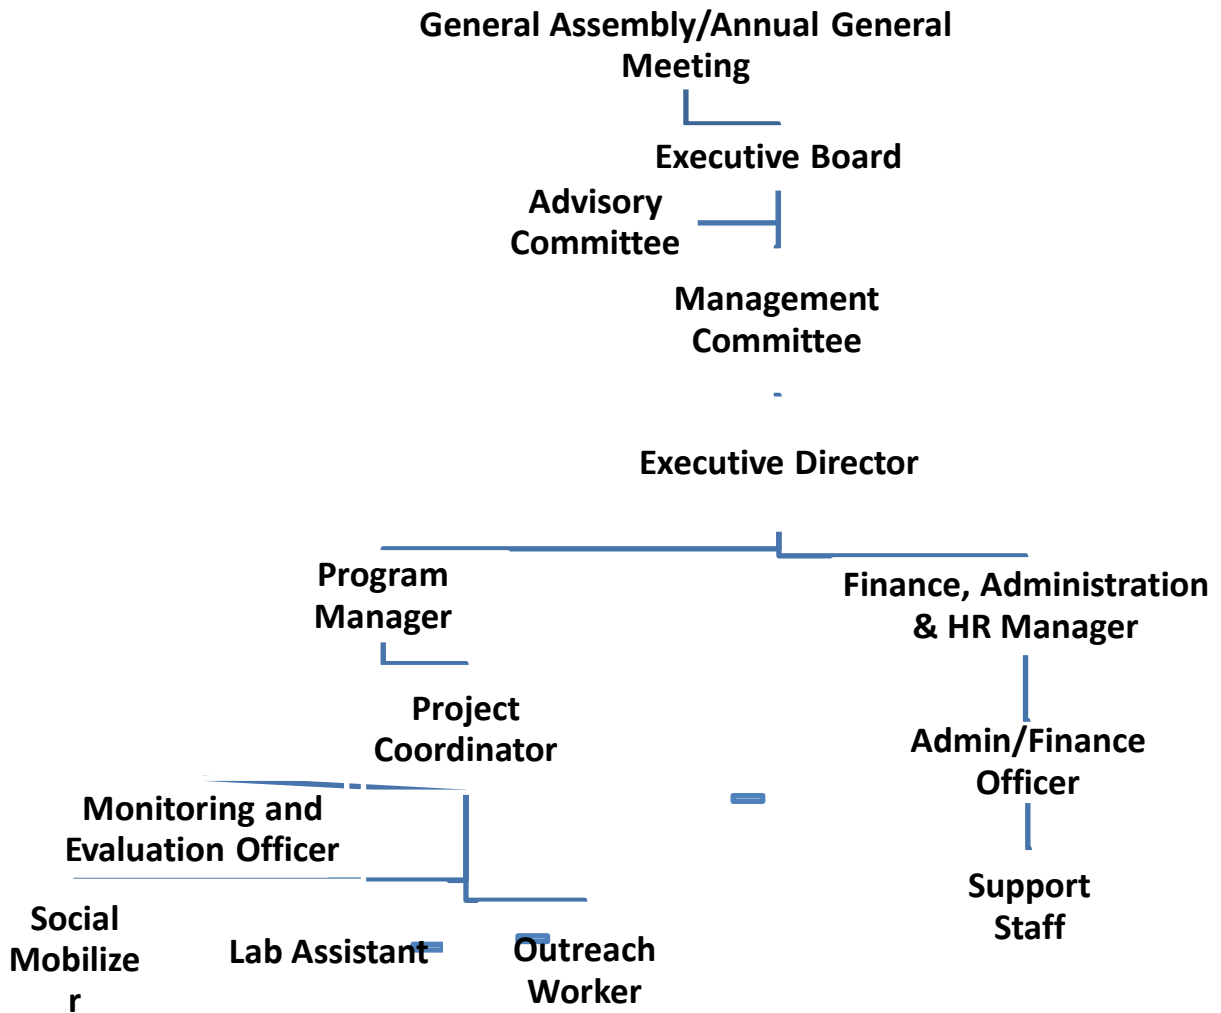 General Assembly/Annual General
Meeting
Executive Board
Advisory
Committee
Management
Committee
Executive Director
Program
Manager
Finance, Administration
& HR Manager
Project
Coordinator
Admin/Finance
Officer
Monitoring and
Evaluation Officer
Support
Staff
Social
Mobilize
r
Lab Assistant
Outreach
Worker